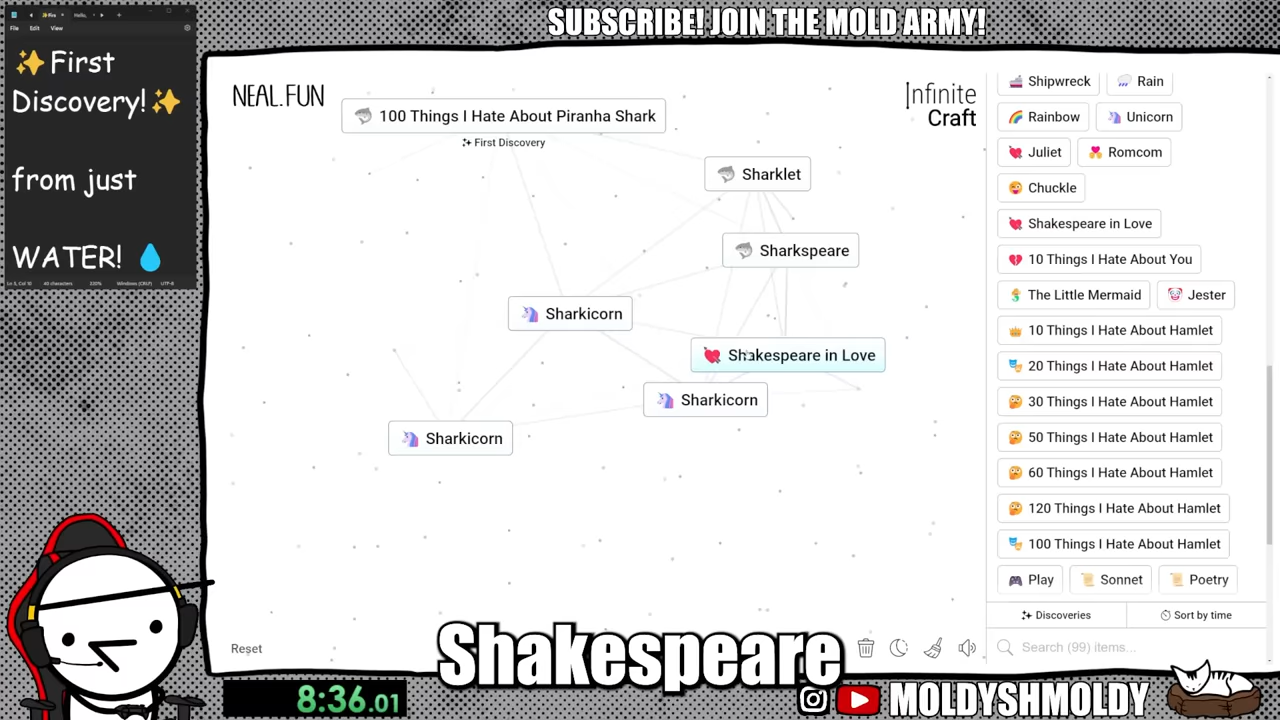 SUBSCRIBE! JOIN THE MOLD ARMY!
File Edit View
✨First
Discovery!✨
from just
WATER! 💧
NEAL.FUN
Infinite
Craft
100 Things I Hate About Piranha Shark
First Discovery
Sharklet
Sharkspeare
Sharkicorn
Shakespeare in Love
Sharkicorn
Sharkicorn
Reset
Shipwreck Rain
Rainbow Unicorn
Juliet Romcom
Chuckle
Shakespeare in Love
10 Things I Hate About You
The Little Mermaid Jester
10 Things I Hate About Hamlet
20 Things I Hate About Hamlet
30 Things I Hate About Hamlet
50 Things I Hate About Hamlet
60 Things I Hate About Hamlet
120 Things I Hate About Hamlet
100 Things I Hate About Hamlet
Play Sonnet Poetry
Discoveries Sort by time
Search (99) items...
Shakespeare
8:36.01
MOLDYSHMOLDY